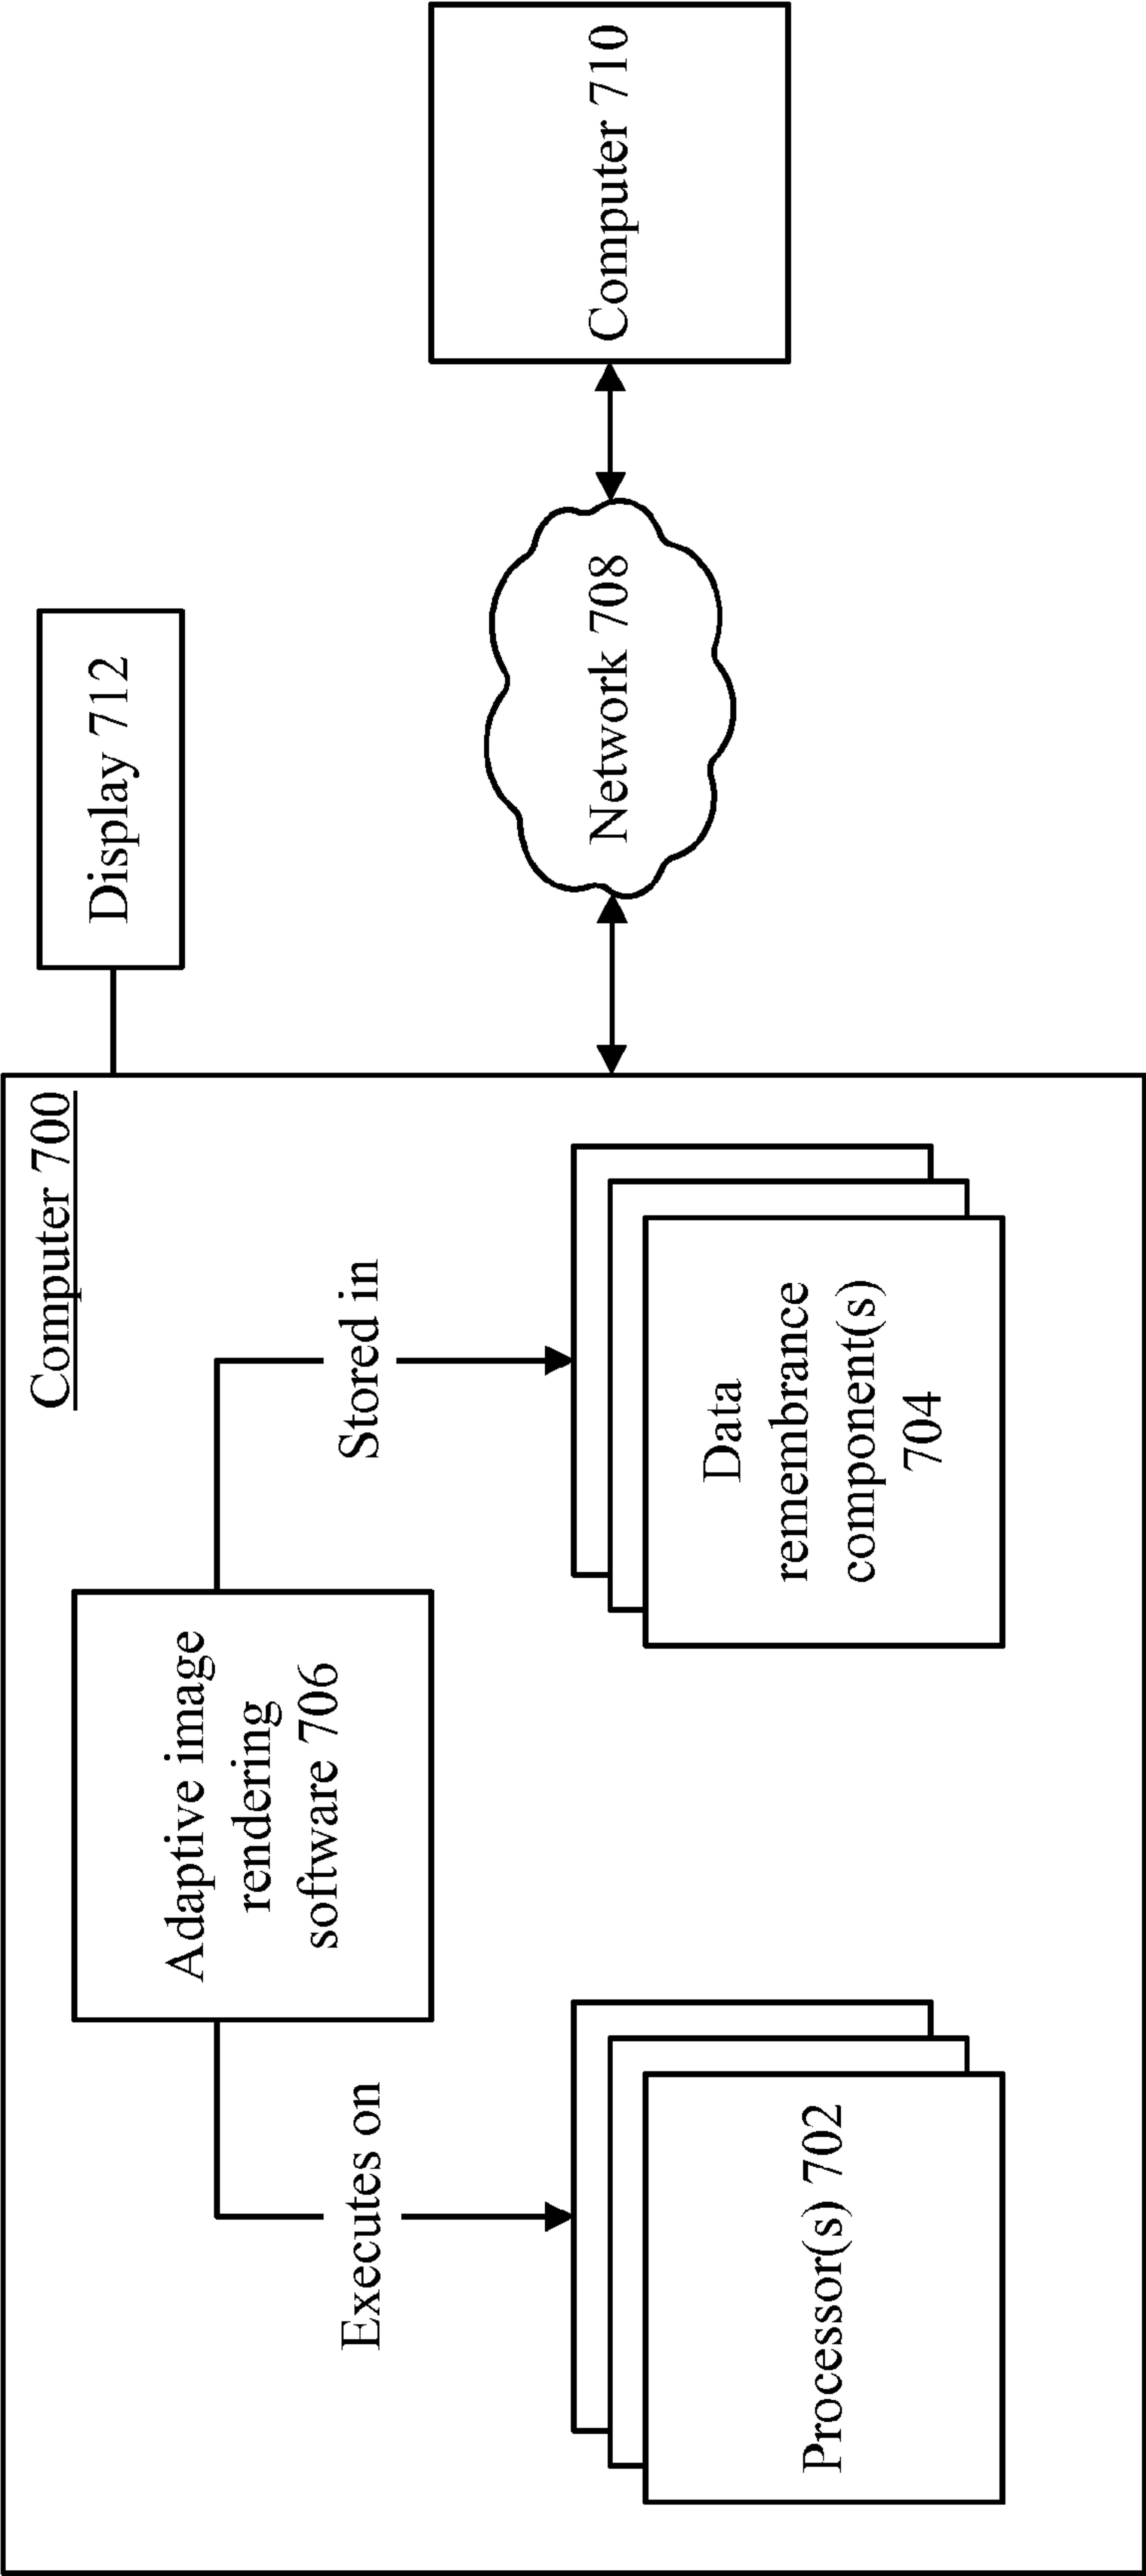 Computer 700
Adaptive image
rendering
software 706
Executes on
Stored in
Processor(s) 702
Data
remembrance
component(s)
704
Display 712
Network 708
Computer 710